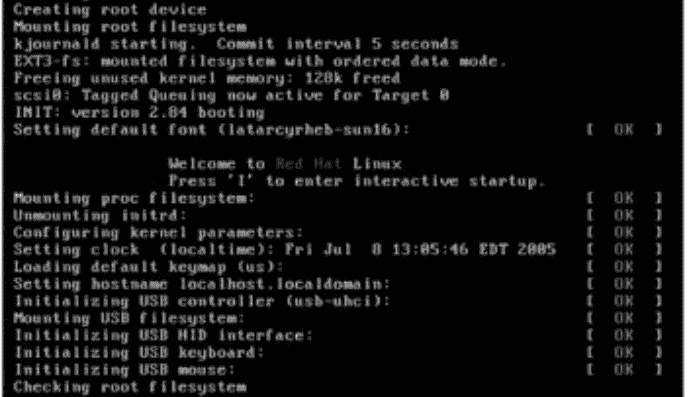 Creating root device
Mounting root filesystem
kjournald starting.  Commit interval 5 seconds
EXT3-fs: mounted filesystem with ordered data mode.
Freeing unused kernel memory: 128k freed
scsi0: Tagged Queuing now active for Target 0
INIT: version 2.84 booting
Setting default font (latarcyrheb-sun16): [ OK ]
Welcome to Red Hat Linux
Press 'I' to enter interactive startup.
Mounting proc filesystem: [ OK ]
Unmounting initrd: [ OK ]
Configuring kernel parameters: [ OK ]
Setting clock  (localtime): Fri Jul  8 13:05:46 EDT 2005 [ OK ]
Loading default keymap (us): [ OK ]
Setting hostname localhost.localdomain: [ OK ]
Initializing USB controller (usb-uhci): [ OK ]
Mounting USB filesystem: [ OK ]
Initializing USB HID interface: [ OK ]
Initializing USB keyboard: [ OK ]
Initializing USB mouse: [ OK ]
Checking root filesystem